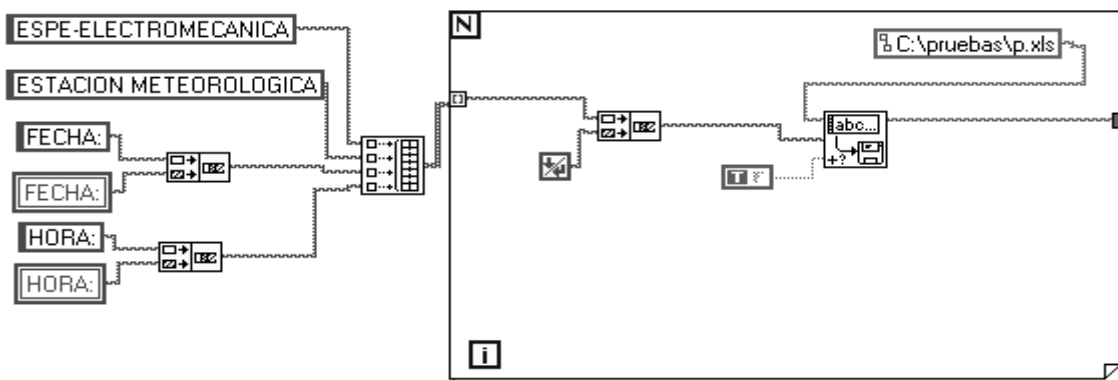 ESPE-ELECTROMECANICA
ESTACION METEOROLOGICA
FECHA:
FECHA:
HORA:
HORA:
N
C:\pruebas\p.xls
abc...
+?
T
i